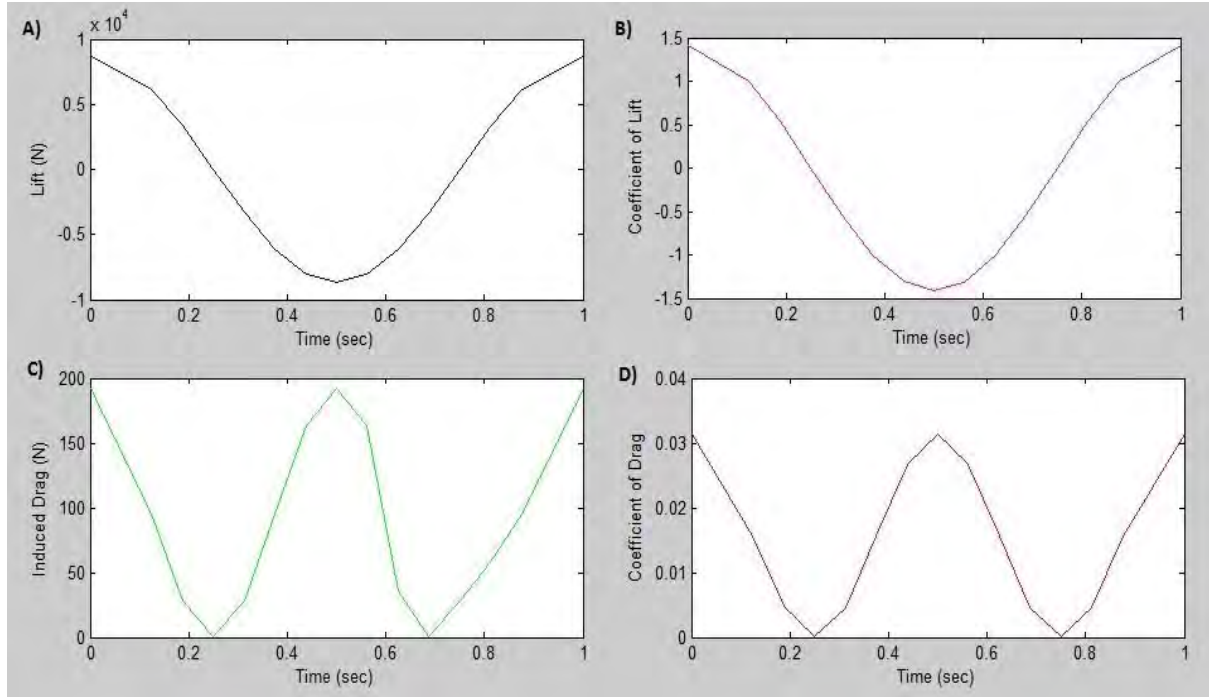 A)
x 10⁴
1
0.5
0
-0.5
-1
Lift (N)
0 0.2 0.4 0.6 0.8 1
Time (sec)
B)
1.5
1
0.5
0
-0.5
-1
-1.5
Coefficient of Lift
0 0.2 0.4 0.6 0.8 1
Time (sec)
C)
200
150
100
50
0
Induced Drag (N)
0 0.2 0.4 0.6 0.8 1
Time (sec)
D)
0.04
0.03
0.02
0.01
0
Coefficient of Drag
0 0.2 0.4 0.6 0.8 1
Time (sec)